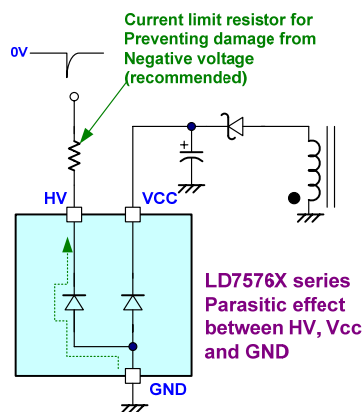 Current limit resistor for
Preventing damage from
Negative voltage
(recommended)
0V
+
HV
VCC
LD7576X series
Parasitic effect
between HV, Vcc
and GND
GND